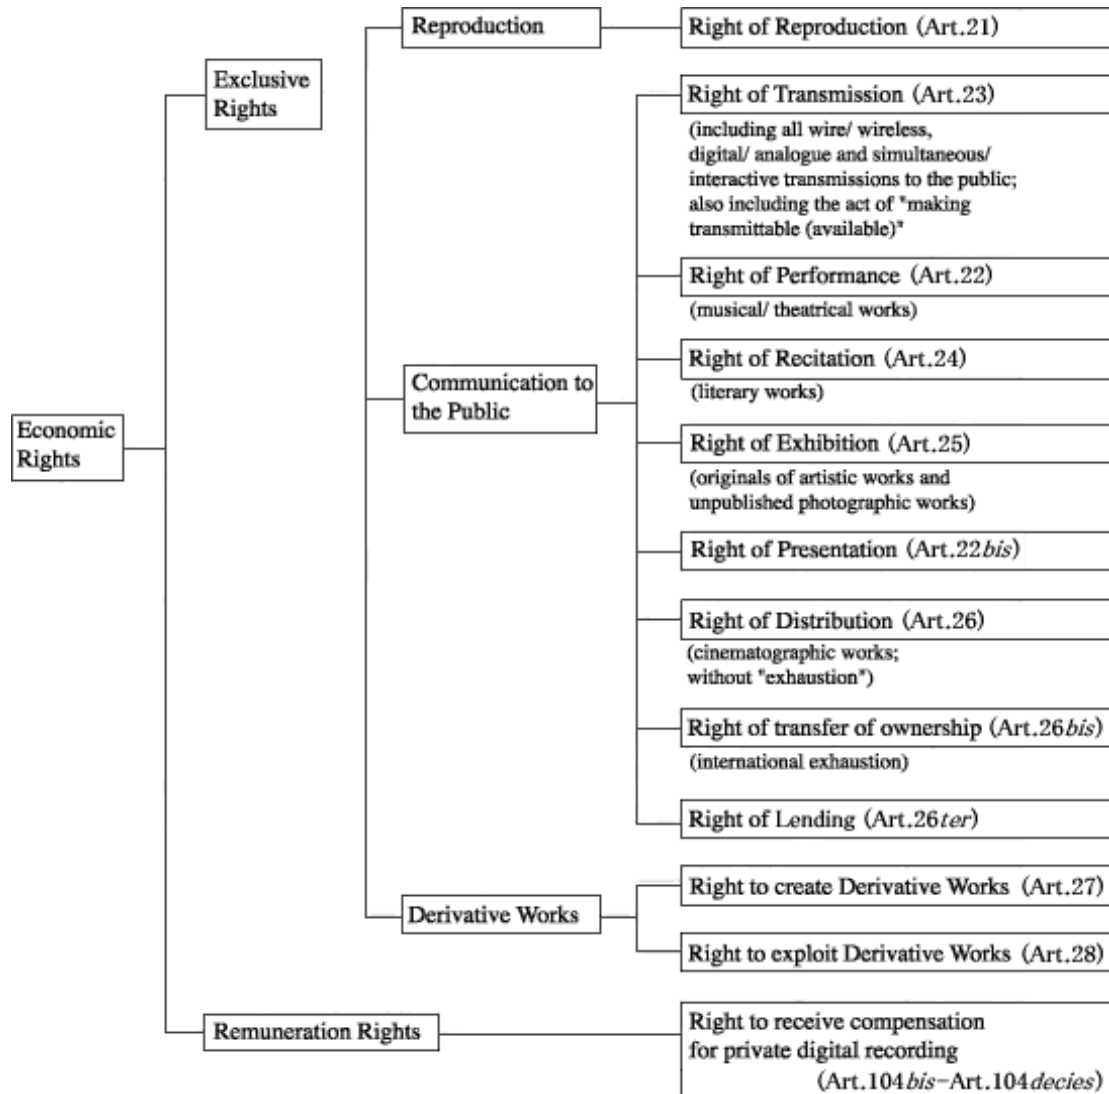 Economic
Rights
Exclusive
Rights
Reproduction
Right of Reproduction (Art.21)
Communication to
the Public
Right of Transmission (Art.23)
(including all wire/ wireless,
digital/ analogue and simultaneous/
interactive transmissions to the public;
also including the act of "making
transmittable (available)"
Right of Performance (Art.22)
(musical/ theatrical works)
Right of Recitation (Art.24)
(literary works)
Right of Exhibition (Art.25)
(originals of artistic works and
unpublished photographic works)
Right of Presentation (Art.22bis)
Right of Distribution (Art.26)
(cinematographic works;
without "exhaustion")
Right of transfer of ownership (Art.26bis)
(international exhaustion)
Right of Lending (Art.26ter)
Derivative Works
Right to create Derivative Works (Art.27)
Right to exploit Derivative Works (Art.28)
Remuneration Rights
Right to receive compensation
for private digital recording
(Art.104bis-Art.104decies)